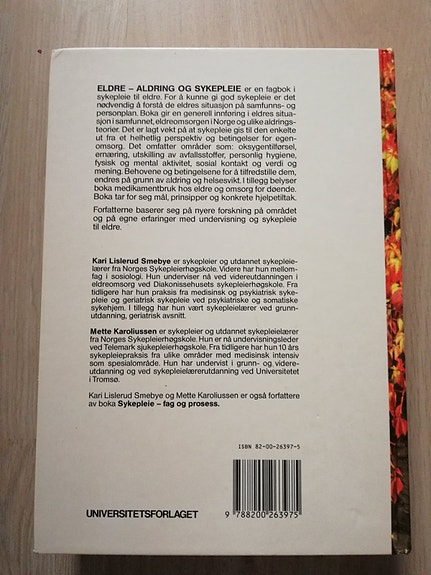 ELDRE – ALDRING OG SYKEPLEIE er en fagbok i
sykepleie til eldre. For å kunne gi god sykepleie er det
nødvendig å forstå de eldres situasjon på samfunns- og
personplan. Boka gir en generell innføring i eldres situa-
sjon i samfunnet, eldreomsorgen i Norge og ulike aldrings-
teorier. Det er lagt vekt på at sykepleie gis til den enkelte
ut fra et helhetlig perspektiv og betingelser for egen-
omsorg. Det omfatter områder som: oksygentilførsel,
ernæring, utskilling av avfallsstoffer, personlig hygiene,
fysisk og mental aktivitet, sosial kontakt og verdi og
mening. Behovene og betingelsene for å tilfredstille dem,
endres på grunn av aldring og helsesvikt. I tillegg belyser
boka medikamentbruk hos eldre og omsorg for døende.
Boka tar for seg mål, prinsipper og konkrete hjelpetiltak.
Forfatterne baserer seg på nyere forskning på området
og på egne erfaringer med undervisning og sykepleie
til eldre.
Kari Lislerud Smebye er sykepleier og utdannet sykepleie-
lærer fra Norges Sykepleierhøgskole. Videre har hun mellom-
fag i sosiologi. Hun underviser nå ved videreutdanningen i
eldreomsorg ved Diakonissehusets sykepleierhøgskole. Fra
tidligere har hun praksis fra medisinsk og psykiatrisk syke-
pleie og geriatrisk sykepleie ved psykiatriske og somatiske
sykehjem. I tillegg har hun vært sykepleielærer ved grunn-
utdanning, geriatrisk avsnitt.
Mette Karoliussen er sykepleier og utdannet sykepleielærer
fra Norges Sykepleierhøgskole. Hun er nå undervisningsleder
ved Telemark sjukepleiarhøgskole. Fra tidligere har hun 10 års
sykepleiepraksis fra ulike områder med medisinsk intensiv
som spesialområde. Hun har undervist i grunn- og videre-
utdanning og ved sykepleielærerutdanning ved Universitetet
i Tromsø.
Kari Lislerud Smebye og Mette Karoliussen er også forfattere
av boka Sykepleie – fag og prosess.
ISBN 82-00-26397-5
9 788200 263975
UNIVERSITETSFORLAGET